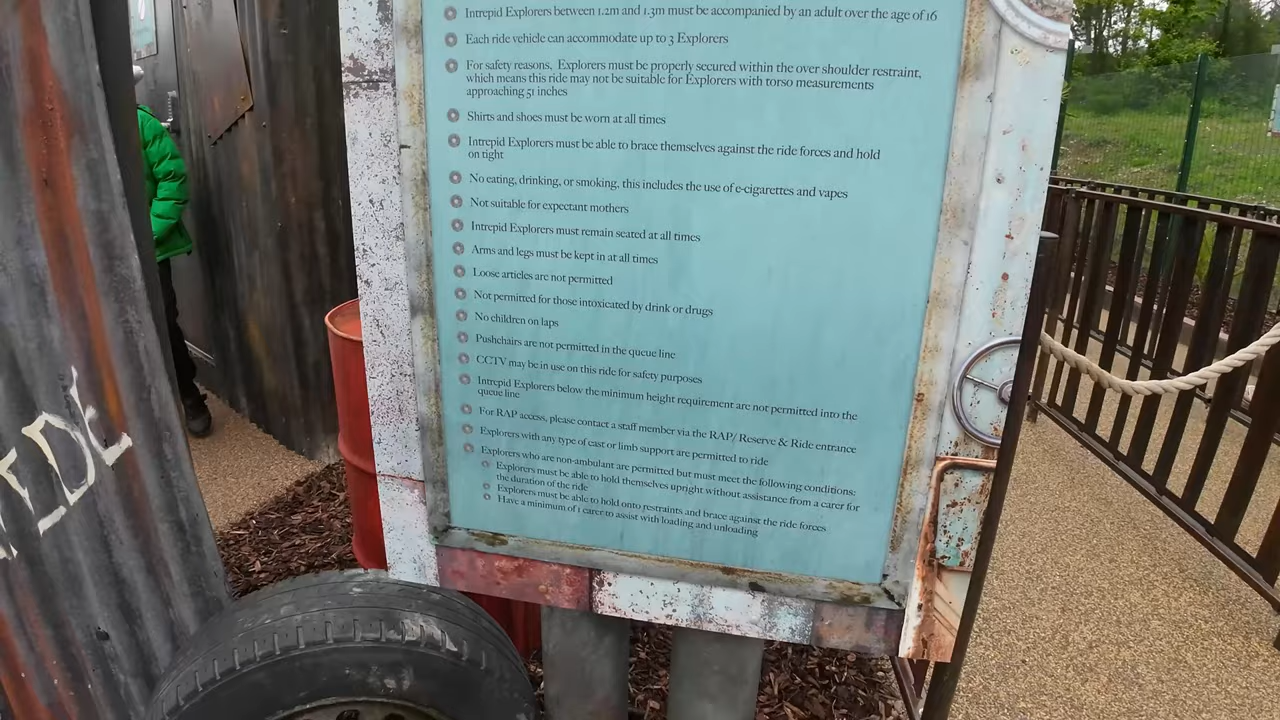 Intrepid Explorers between 1.2m and 1.3m must be accompanied by an adult over the age of 16
Each ride vehicle can accommodate up to 3 Explorers
For safety reasons, Explorers must be properly secured within the over shoulder restraint,
which means this ride may not be suitable for Explorers with torso measurements
approaching 51 inches
Shirts and shoes must be worn at all times
Intrepid Explorers must be able to brace themselves against the ride forces and hold
on tight
No eating, drinking, or smoking, this includes the use of e-cigarettes and vapes
Not suitable for expectant mothers
Intrepid Explorers must remain seated at all times
Arms and legs must be kept in at all times
Loose articles are not permitted
Not permitted for those intoxicated by drink or drugs
No children on laps
Pushchairs are not permitted in the queue line
CCTV may be in use on this ride for safety purposes
Intrepid Explorers below the minimum height requirement are not permitted into the
queue line
For RAP access, please contact a staff member via the RAP/ Reserve & Ride entrance
Explorers with any type of cast or limb support are permitted to ride
Explorers who are non-ambulant are permitted but must meet the following conditions:
Explorers must be able to hold themselves upright without assistance from a carer for
the duration of the ride
Explorers must be able to hold onto restraints and brace against the ride forces
Have a minimum of 1 carer to assist with loading and unloading